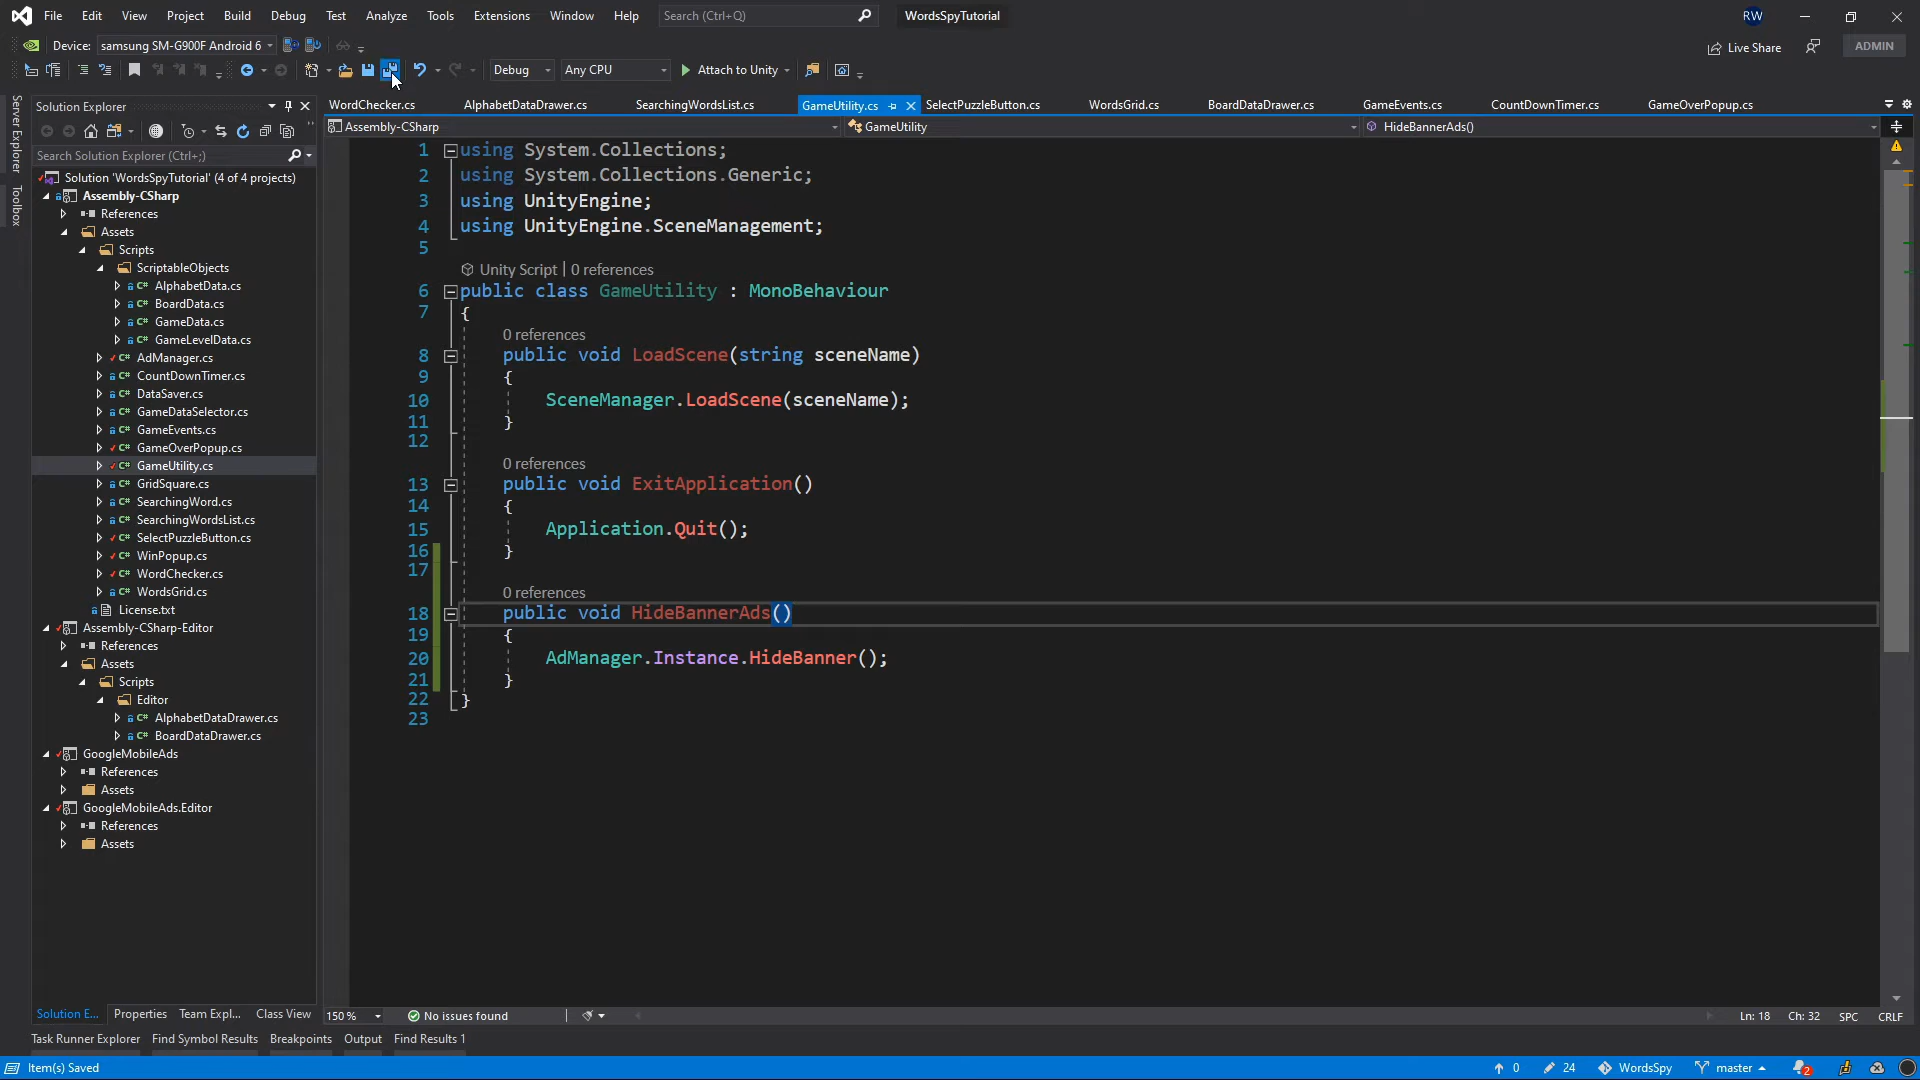 File Edit View Project Build Debug Test Analyze Tools Extensions Window Help Search (Ctrl+Q) WordsSpyTutorial RW
Device: samsung SM-G900F Android 6 Live Share ADMIN
Debug Any CPU Attach to Unity
Server Explorer
Toolbox
Solution Explorer
Search Solution Explorer (Ctrl+;)
Solution 'WordsSpyTutorial' (4 of 4 projects)
Assembly-CSharp
References
Assets
Scripts
ScriptableObjects
AlphabetData.cs
BoardData.cs
GameData.cs
GameLevelData.cs
AdManager.cs
CountDownTimer.cs
DataSaver.cs
GameDataSelector.cs
GameEvents.cs
GameOverPopup.cs
GameUtility.cs
GridSquare.cs
SearchingWord.cs
SearchingWordsList.cs
SelectPuzzleButton.cs
WinPopup.cs
WordChecker.cs
WordsGrid.cs
License.txt
Assembly-CSharp-Editor
References
Assets
Scripts
Editor
AlphabetDataDrawer.cs
BoardDataDrawer.cs
GoogleMobileAds
References
Assets
GoogleMobileAds.Editor
References
Assets
Solution E... Properties Team Expl... Class View
WordChecker.cs AlphabetDataDrawer.cs SearchingWordsList.cs GameUtility.cs SelectPuzzleButton.cs WordsGrid.cs BoardDataDrawer.cs GameEvents.cs CountDownTimer.cs GameOverPopup.cs
Assembly-CSharp GameUtility HideBannerAds()
1 using System.Collections;
2 using System.Collections.Generic;
3 using UnityEngine;
4 using UnityEngine.SceneManagement;
5
Unity Script | 0 references
6 public class GameUtility : MonoBehaviour
7 {
0 references
8 public void LoadScene(string sceneName)
9 {
10 SceneManager.LoadScene(sceneName);
11 }
12
0 references
13 public void ExitApplication()
14 {
15 Application.Quit();
16 }
17
0 references
18 public void HideBannerAds()
19 {
20 AdManager.Instance.HideBanner();
21 }
22 }
23
150 % No issues found Ln: 18 Ch: 32 SPC CRLF
Task Runner Explorer Find Symbol Results Breakpoints Output Find Results 1
Item(s) Saved 0 24 WordsSpy master 2